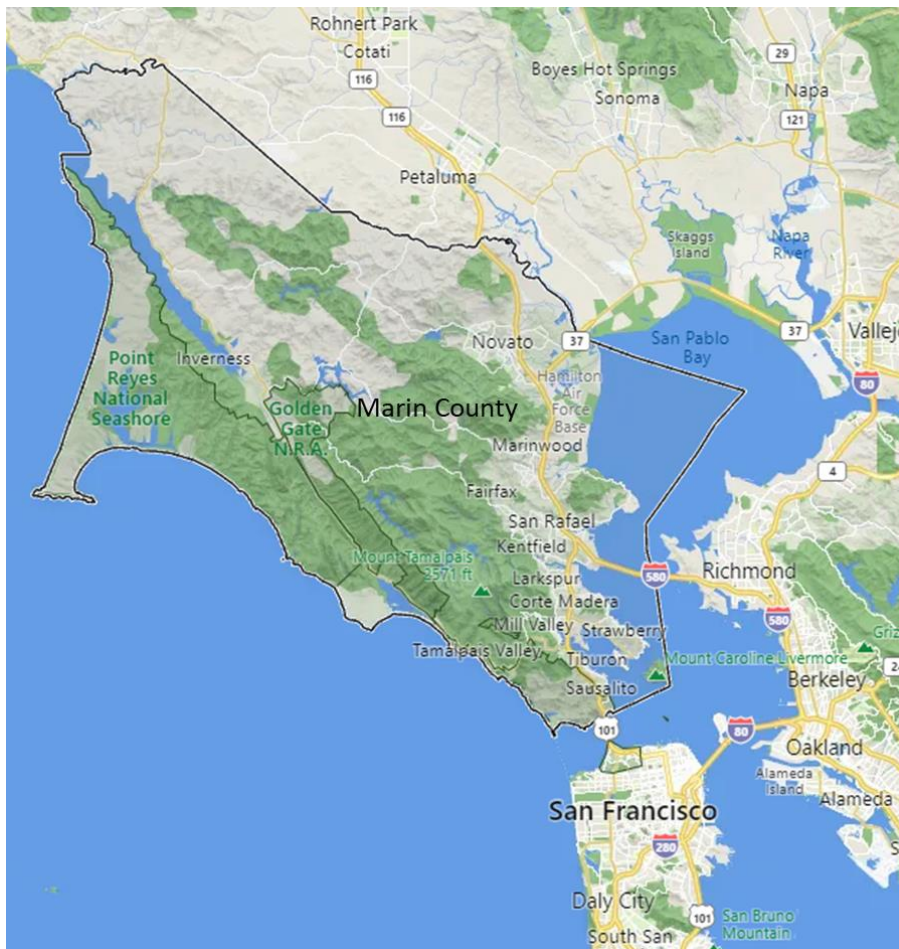 Rohnert Park
Cotati
116
116
Boyes Hot Springs
Sonoma
29
Napa
121
Petaluma
Skaggs
Island
Napa
River
San Pablo
Bay
37
37
Vallej
80
Novato
Inverness
Point
Reyes
National
Seashore
Golden
Gate
N.R.A.
Marin County
Hamilton
Air
Force
Base
Marinwood
Fairfax
San Rafael
Kentfield
4
Mount Tamalpais
2571 ft
Larkspur
Corte Madera
Mill Valley
Strawberry
Tamalpais Valley
Tiburon
Sausalito
580
Richmond
580
Mount Caroline Livermore
Griz
24
Berkeley
101
80
Oakland
Alameda
Island
Alameda
San Francisco
280
Daly City
101
South San
San Bruno
Mountain
S